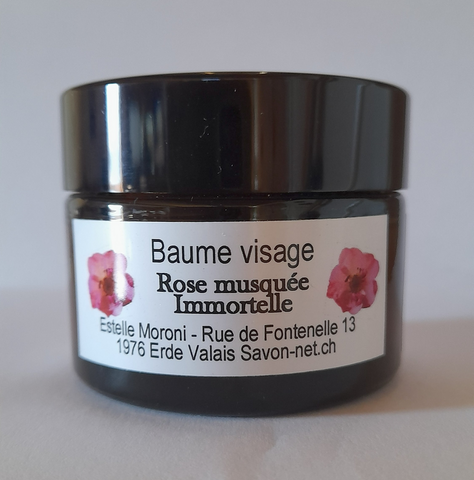 Baume visage
Rose musquée
Immortelle
Estelle Moroni - Rue de Fontenelle 13
1976 Erde Valais Savon-net.ch